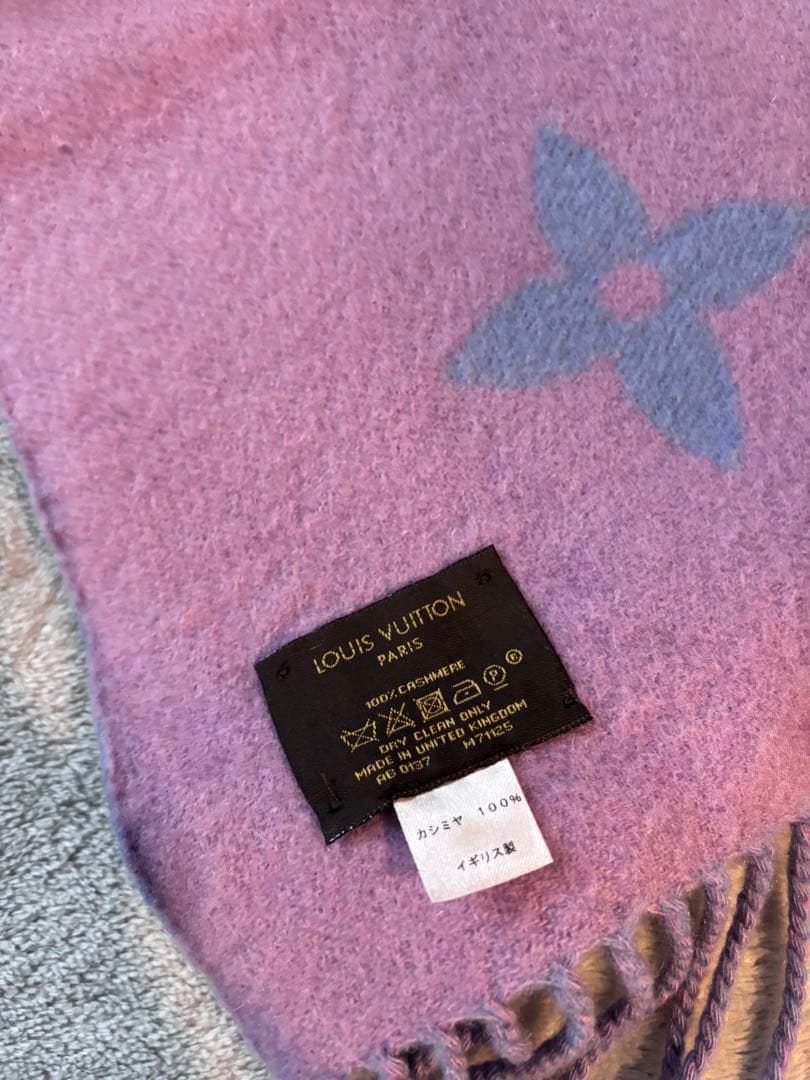 LOUIS VUITTON
PARIS
100% CASHMERE
P
DRY CLEAN ONLY
MADE IN UNITED KINGDOM
AG 0137 M71125
カシミヤ 100%
イギリス製